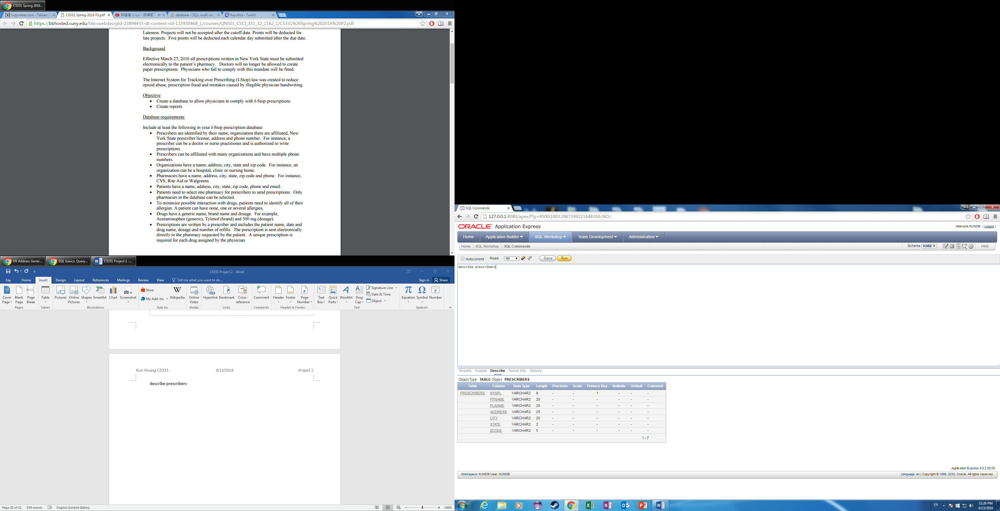 CS331 Spring 2016...
Sugoideas.com - Taiwan
CS331 Spring 2016 P2.pdf
林俊傑 JJ Lin - 修煉愛
database - SQL: multi val
Kayotica - Twitch
https://bbhosted.cuny.edu/bbcswebdav/pid-23894453-dt-content-rid-115930468_1/courses/QNS01_CSCI_331_32_1162_1/CS331%20Spring%202016%20P2.pdf
Lateness: Projects will not be accepted after the cutoff date. Points will be deducted for
late projects. Five points will be deducted each calendar day submitted after the due date.
Background
Effective March 27, 2016 all prescriptions written in New York State must be submitted
electronically to the patient's pharmacy. Doctors will no longer be allowed to create
paper prescriptions. Physicians who fail to comply with this mandate will be fined.
The Internet System for Tracking over Prescribing (I-Stop) law was created to reduce
opioid abuse, prescription fraud and mistakes caused by illegible physician handwriting.
Objective
• Create a database to allow physicians to comply with I-Stop prescriptions
• Create reports
Database requirements
Include at least the following in your I-Stop prescription database:
• Prescribers are identified by their name, organization there are affiliated, New
York State prescriber license, address and phone number. For instance, a
prescriber can be a doctor or nurse practitioner and is authorized to write
prescriptions.
• Prescribers can be affiliated with many organizations and have multiple phone
numbers.
• Organizations have a name, address, city, state and zip code. For instance, an
organization can be a hospital, clinic or nursing home.
• Pharmacies have a name, address, city, state, zip code and phone. For instance,
CVS, Rite Aid or Walgreens.
• Patients have a name, address, city, state, zip code, phone and email.
• Patients need to select one pharmacy for prescribers to send prescriptions. Only
pharmacies in the database can be selected.
• To minimize possible interaction with drugs, patients need to identify all of their
allergies. A patient can have none, one or several allergies.
• Drugs have a generic name, brand name and dosage. For example,
Acetaminophen (generic), Tylenol (brand) and 500 mg (dosage).
• Prescriptions are written by a prescriber and includes the patient name, date and
drug name, dosage and number of refills. The prescription is sent electronically
directly to the pharmacy requested by the patient. A unique prescription is
required for each drug assigned by the physician.
US Address Gener...
SQL basics: Query...
CS331 Project 2 -...
CS331 Project 2 - Word
File Home Insert Design Layout References Mailings Review View Tell me what you want to do... Sign in Share
Cover Page
Blank Page
Page Break
Pages
Table
Tables
Pictures
Online Pictures
Shapes
SmartArt
Chart
Screenshot
Illustrations
Store
My Add-ins
Wikipedia
Add-ins
Online Video
Media
Hyperlink
Bookmark
Cross-reference
Links
Comment
Comments
Header
Footer
Page Number
Header & Footer
Text Box
Quick Parts
WordArt
Drop Cap
Signature Line
Date & Time
Object
Text
Equation
Symbol
Number
Symbols
Kun Huang CS331 4/13/2016 Project 2
describe prescribers
Page 20 of 21 870 words English (United States) 100%
SQL Commands
127.0.0.1:8080/apex/f?p=4500:1003:2967399221448350::NO:::
ORACLE Application Express
Welcome KUNDB ( Logout )
Home Application Builder SQL Workshop Team Development Administration
Home SQL Workshop SQL Commands
Schema KUNDB Help
Autocommit Rows 100 Save Run
describe prescribers
Results Explain Describe Saved SQL History
Object Type TABLE Object PRESCRIBERS
Table Column Data Type Length Precision Scale Primary Key Nullable Default Comment
PRESCRIBERS NYSPL VARCHAR2 8 - - 1 - - -
PFNAME VARCHAR2 20 - - - - - -
PLNAME VARCHAR2 20 - - - - - -
ADDRESS VARCHAR2 25 - - - - - -
CITY VARCHAR2 20 - - - - - -
STATE VARCHAR2 2 - - - - - -
ZCODE VARCHAR2 5 - - - - - -
1 - 7
Application Express 4.0.2.00.09
Workspace: KUNDB User: KUNDB
Language: en | Copyright © 1999, 2010, Oracle. All rights reserved.
EN
11:20 PM
4/13/2016